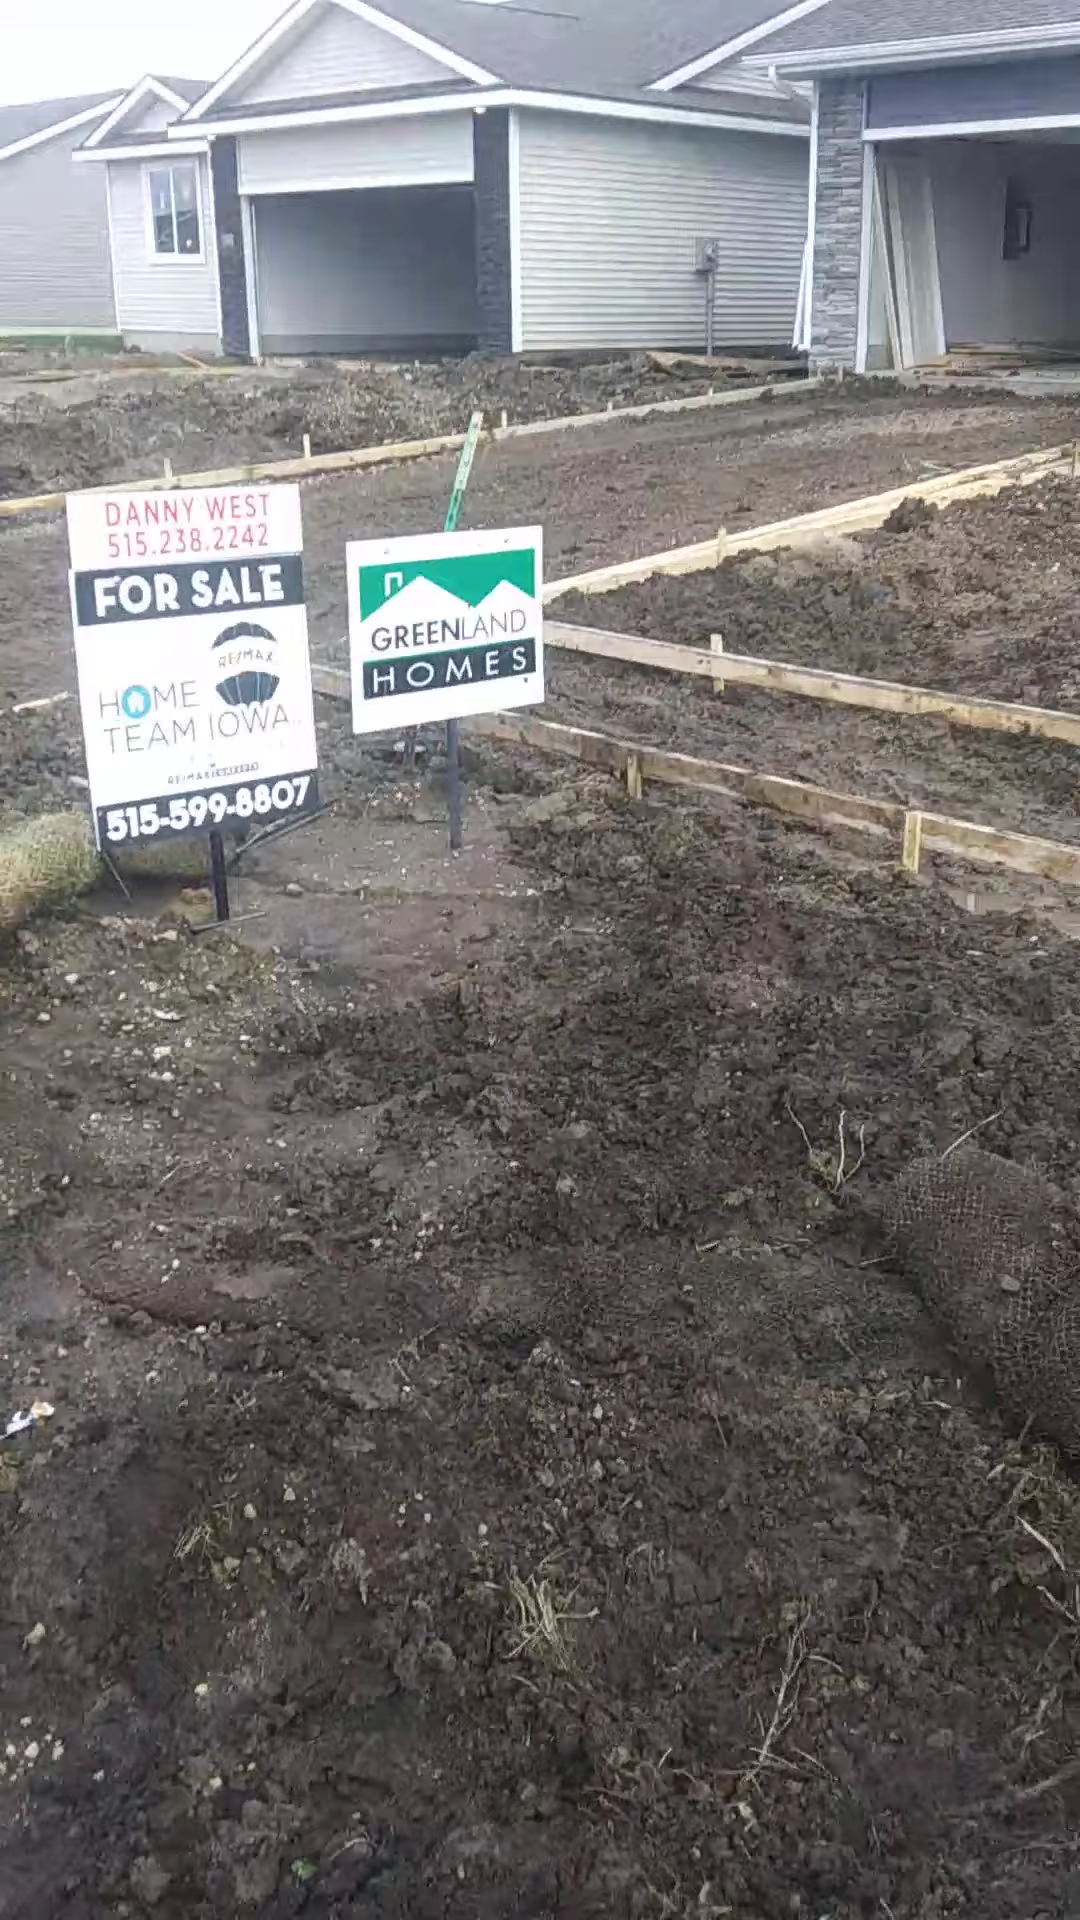 DANNY WEST
515.238.2242
FOR SALE
RE/MAX
HOME
TEAM IOWA
515-599-8807
GREENLAND
HOMES